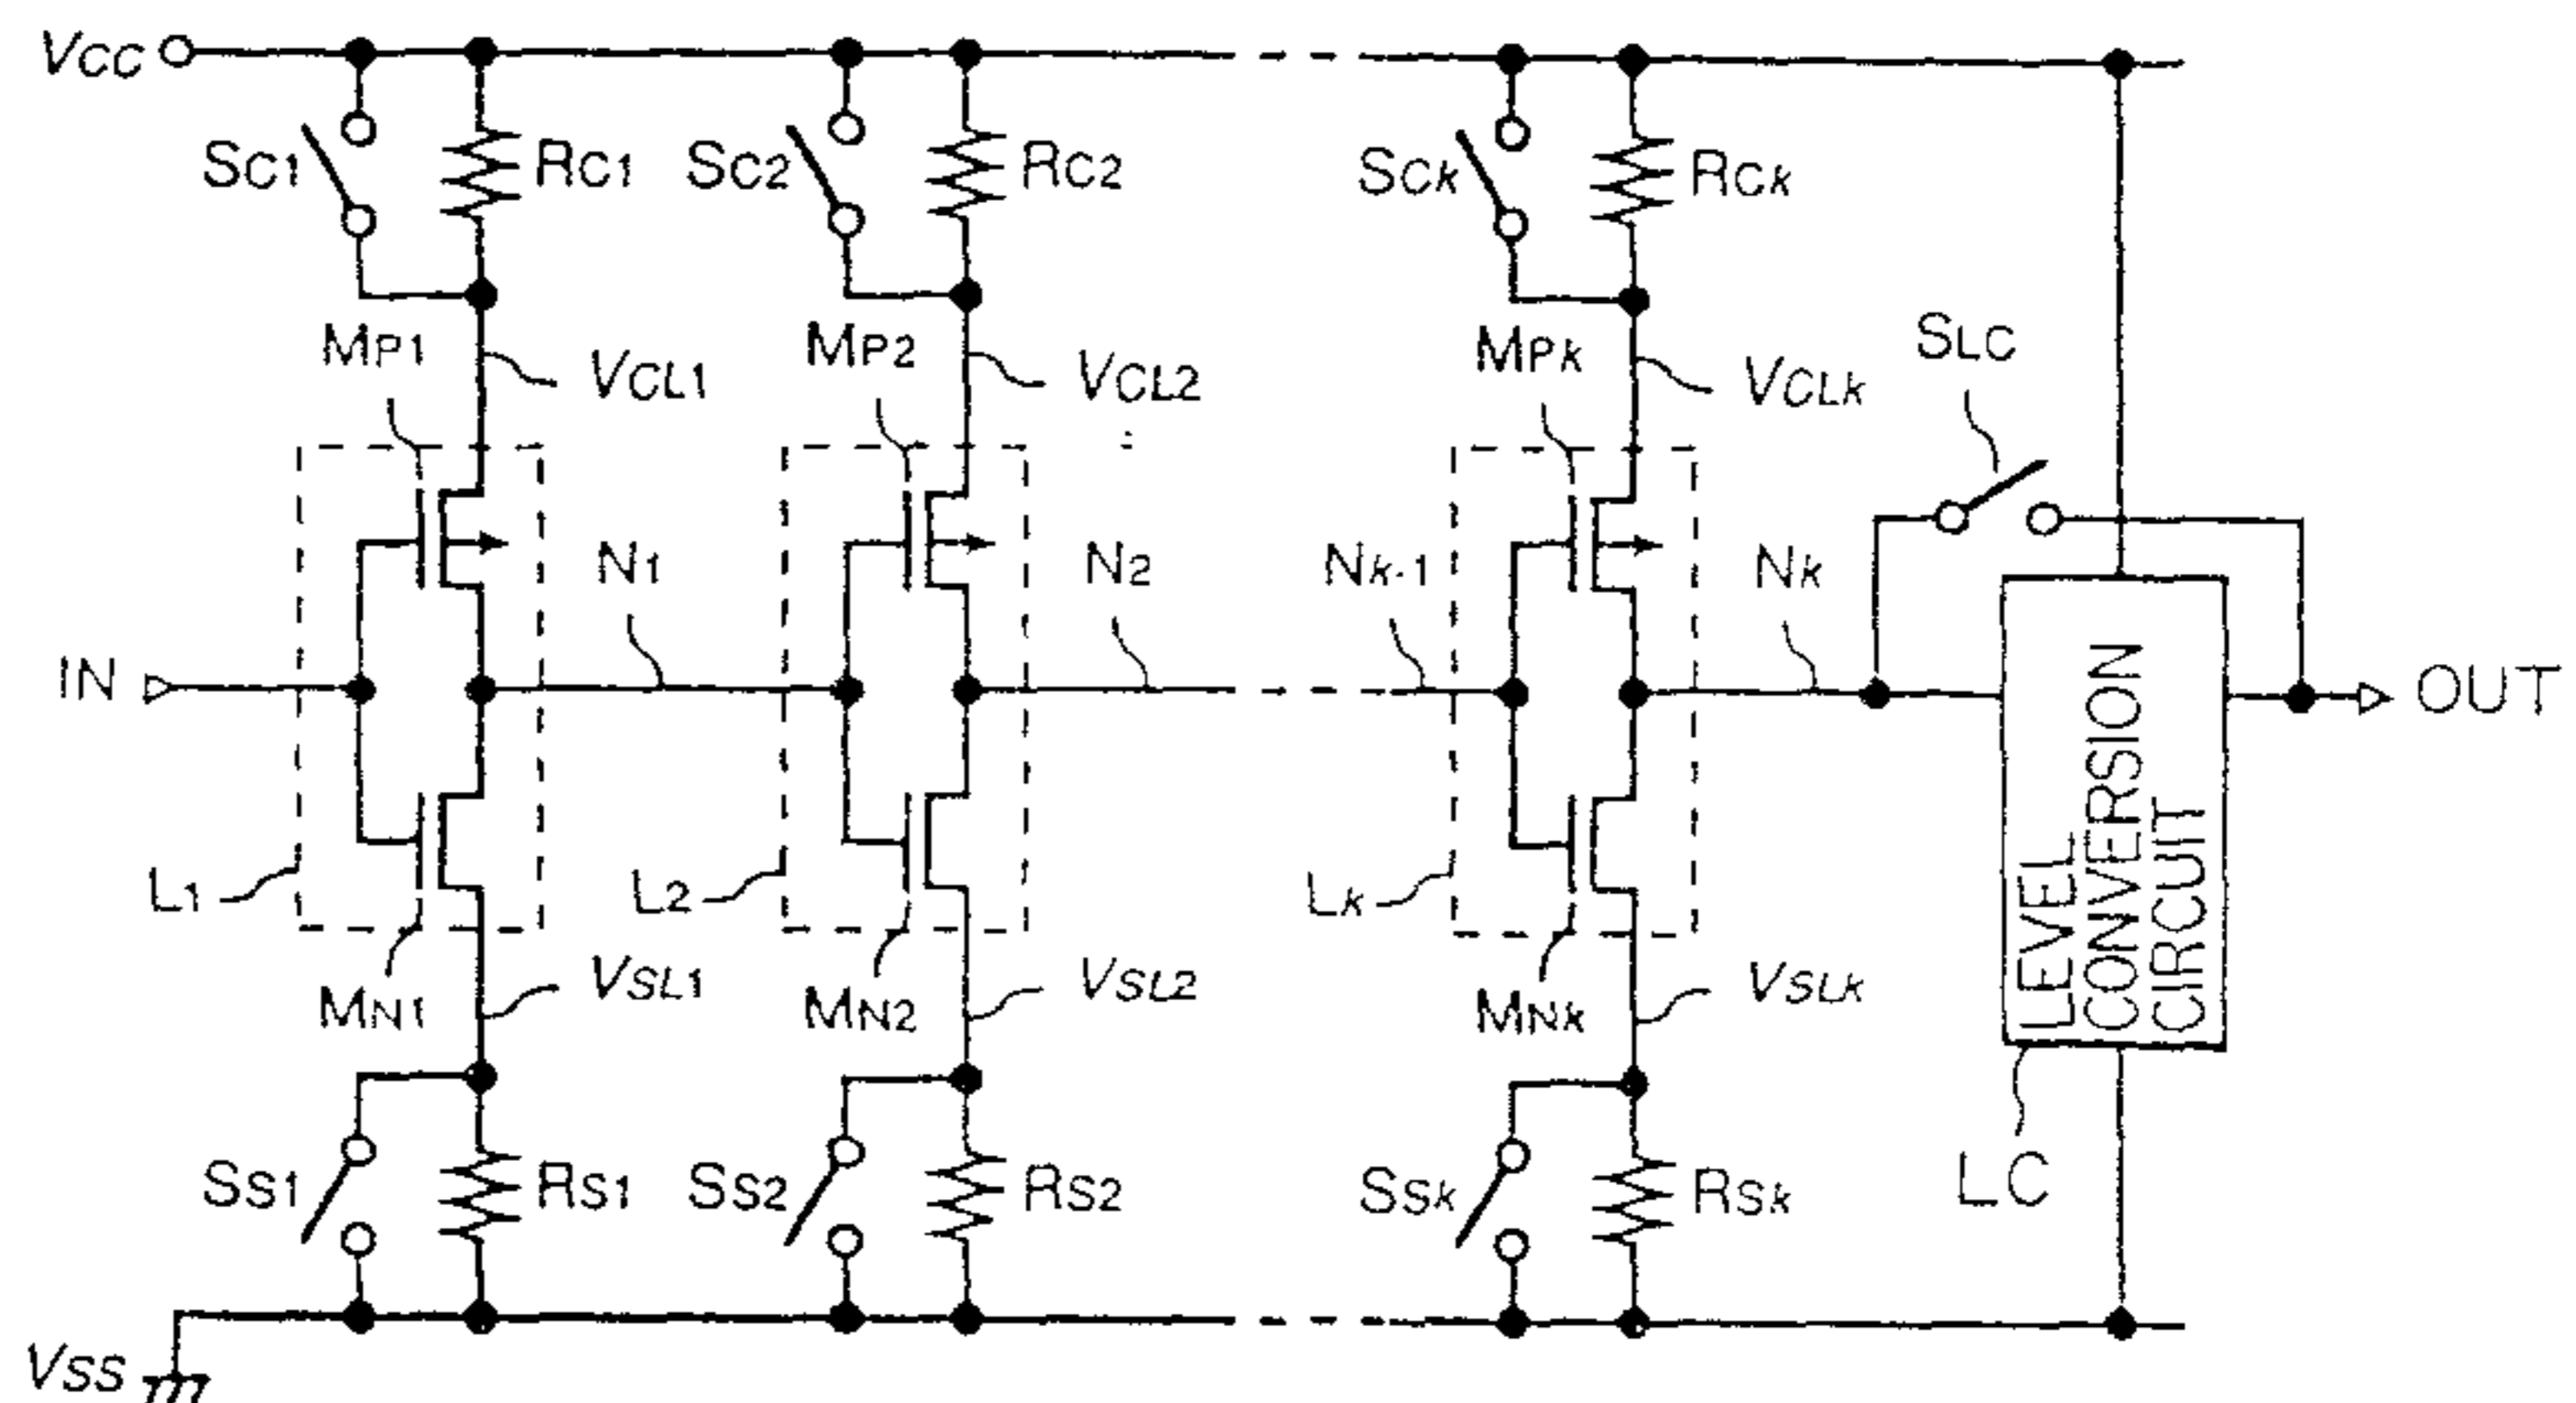 VCC
SC1
RC1
SC2
RC2
SCk
RCk
MP1
VCL1
MP2
VCL2
MPk
VCLk
SLC
N1
N2
Nk-1
Nk
IN
OUT
LEVEL
CONVERSION
CIRCUIT
L1
L2
Lk
MN1
VSL1
MN2
VSL2
MNk
VSLk
LC
SS1
RS1
SS2
RS2
SSk
RSk
VSS